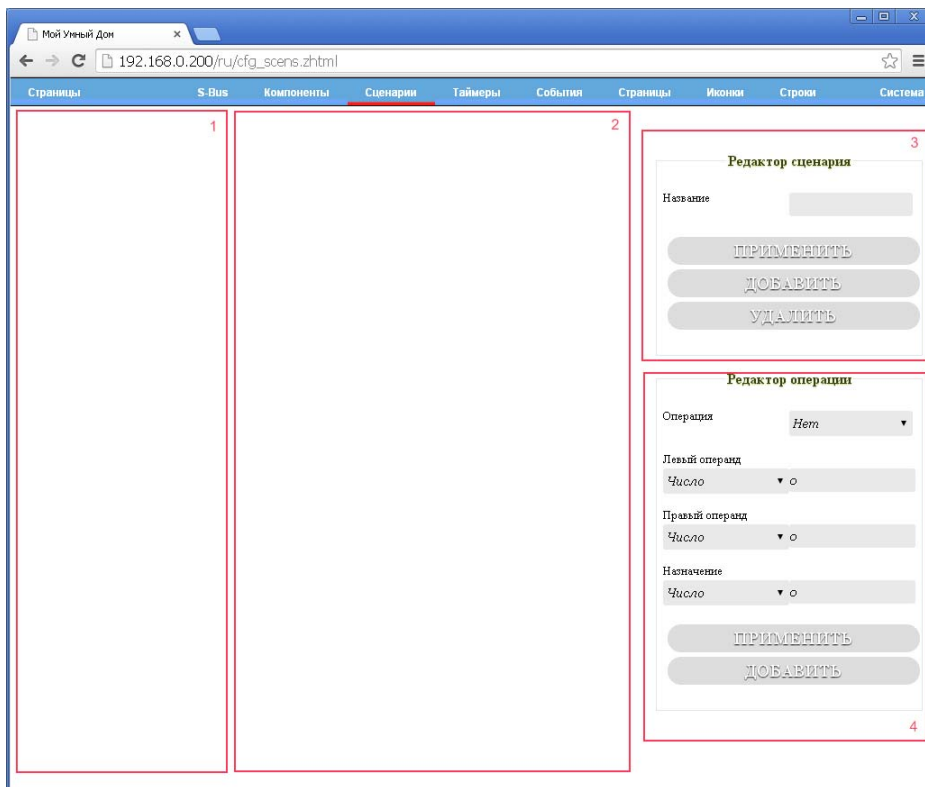 Мой Умный Дом
192.168.0.200/ru/cfg_scens.zhtml
Страницы S-Bus Компоненты Сценарии Таймеры События Страницы Иконки Строки Система
1
2
3
Редактор сценария
Название
ПРИМЕНИТЬ
ДОБАВИТЬ
УДАЛИТЬ
Редактор операции
Операция Нет
Левый операнд
Число 0
Правый операнд
Число 0
Назначение
Число 0
ПРИМЕНИТЬ
ДОБАВИТЬ
4